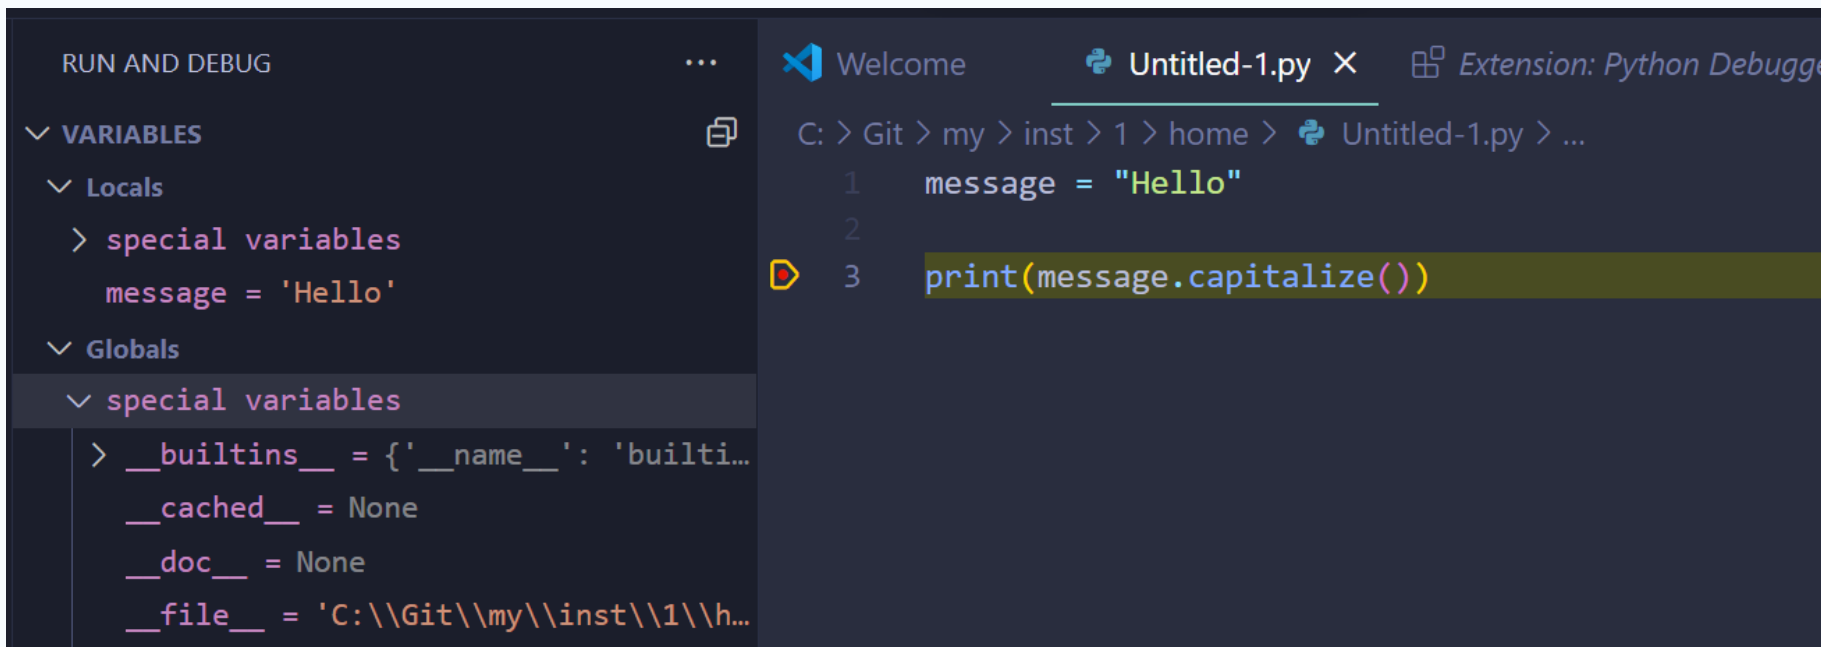 RUN AND DEBUG ...
VARIABLES
Locals
special variables
message = 'Hello'
Globals
special variables
__builtins__ = {'__name__': 'builti...
__cached__ = None
__doc__ = None
__file__ = 'C:\\Git\\my\\inst\\1\\h...
Welcome Untitled-1.py Extension: Python Debugge
C: > Git > my > inst > 1 > home > Untitled-1.py > ...
1 message = "Hello"
2
3 print(message.capitalize())